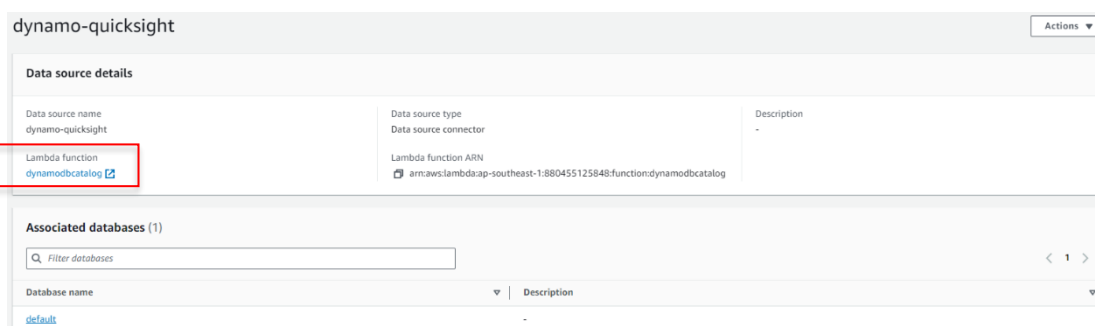 dynamo-quicksight
Actions
Data source details
Data source name
dynamo-quicksight
Data source type
Data source connector
Description
-
Lambda function
dynamodbcatalog
Lambda function ARN
arn:aws:lambda:ap-southeast-1:880455125848:function:dynamodbcatalog
Associated databases (1)
Filter databases
< 1 >
Database name
Description
default
-